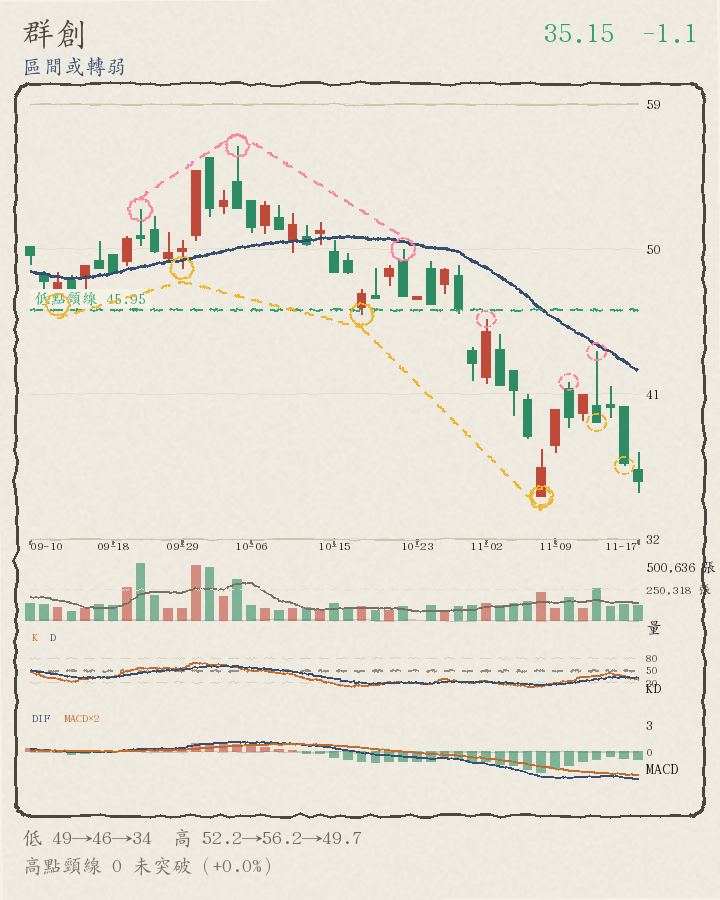 群創
35.15 -1.1
區間或轉弱
59
50
低點頸線 45.95
41
32
09-10 09-18 09-29 10-06 10-15 10-23 11-02 11-09 11-17
500,636 張
250,318 張
量
K D
80
50
20
KD
DIF MACD×2
3
0
MACD
低 49→46→34 高 52.2→56.2→49.7
高點頸線 0 未突破 (+0.0%)